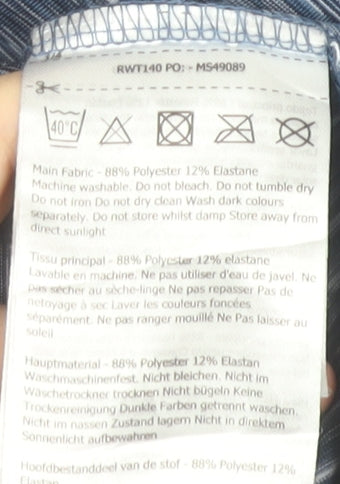 RWT140 PO: - MS49089
40°C
Main Fabric - 88% Polyester 12% Elastane
Machine washable. Do not bleach. Do not tumble dry
Do not iron Do not dry clean Wash dark colours
separately. Do not store whilst damp Store away from
direct sunlight
Tissu principal - 88% Polyester 12% elastane
Lavable en machine. Ne pas utiliser d'eau de javel. Ne
pas sécher au sèche-linge Ne pas repasser Pas de
netoyage à sec Laver les couleurs foncées
séparément. Ne pas ranger mouillé Ne Pas laisser au
soleil
Hauptmaterial - 88% Polyester 12% Elastan
Waschmaschinenfest. Nicht bleichen. Nicht im
Waschetrockner trocknen Nicht bügeln Keine
Trockenreinigung Dunkle Farben getrennt waschen.
Nicht im nassen Zustand lagern Nicht in direktem
Sonnenlicht aufbewahren
Hoofdbestanddeel van de stof - 88% Polyester 12%
Elastan